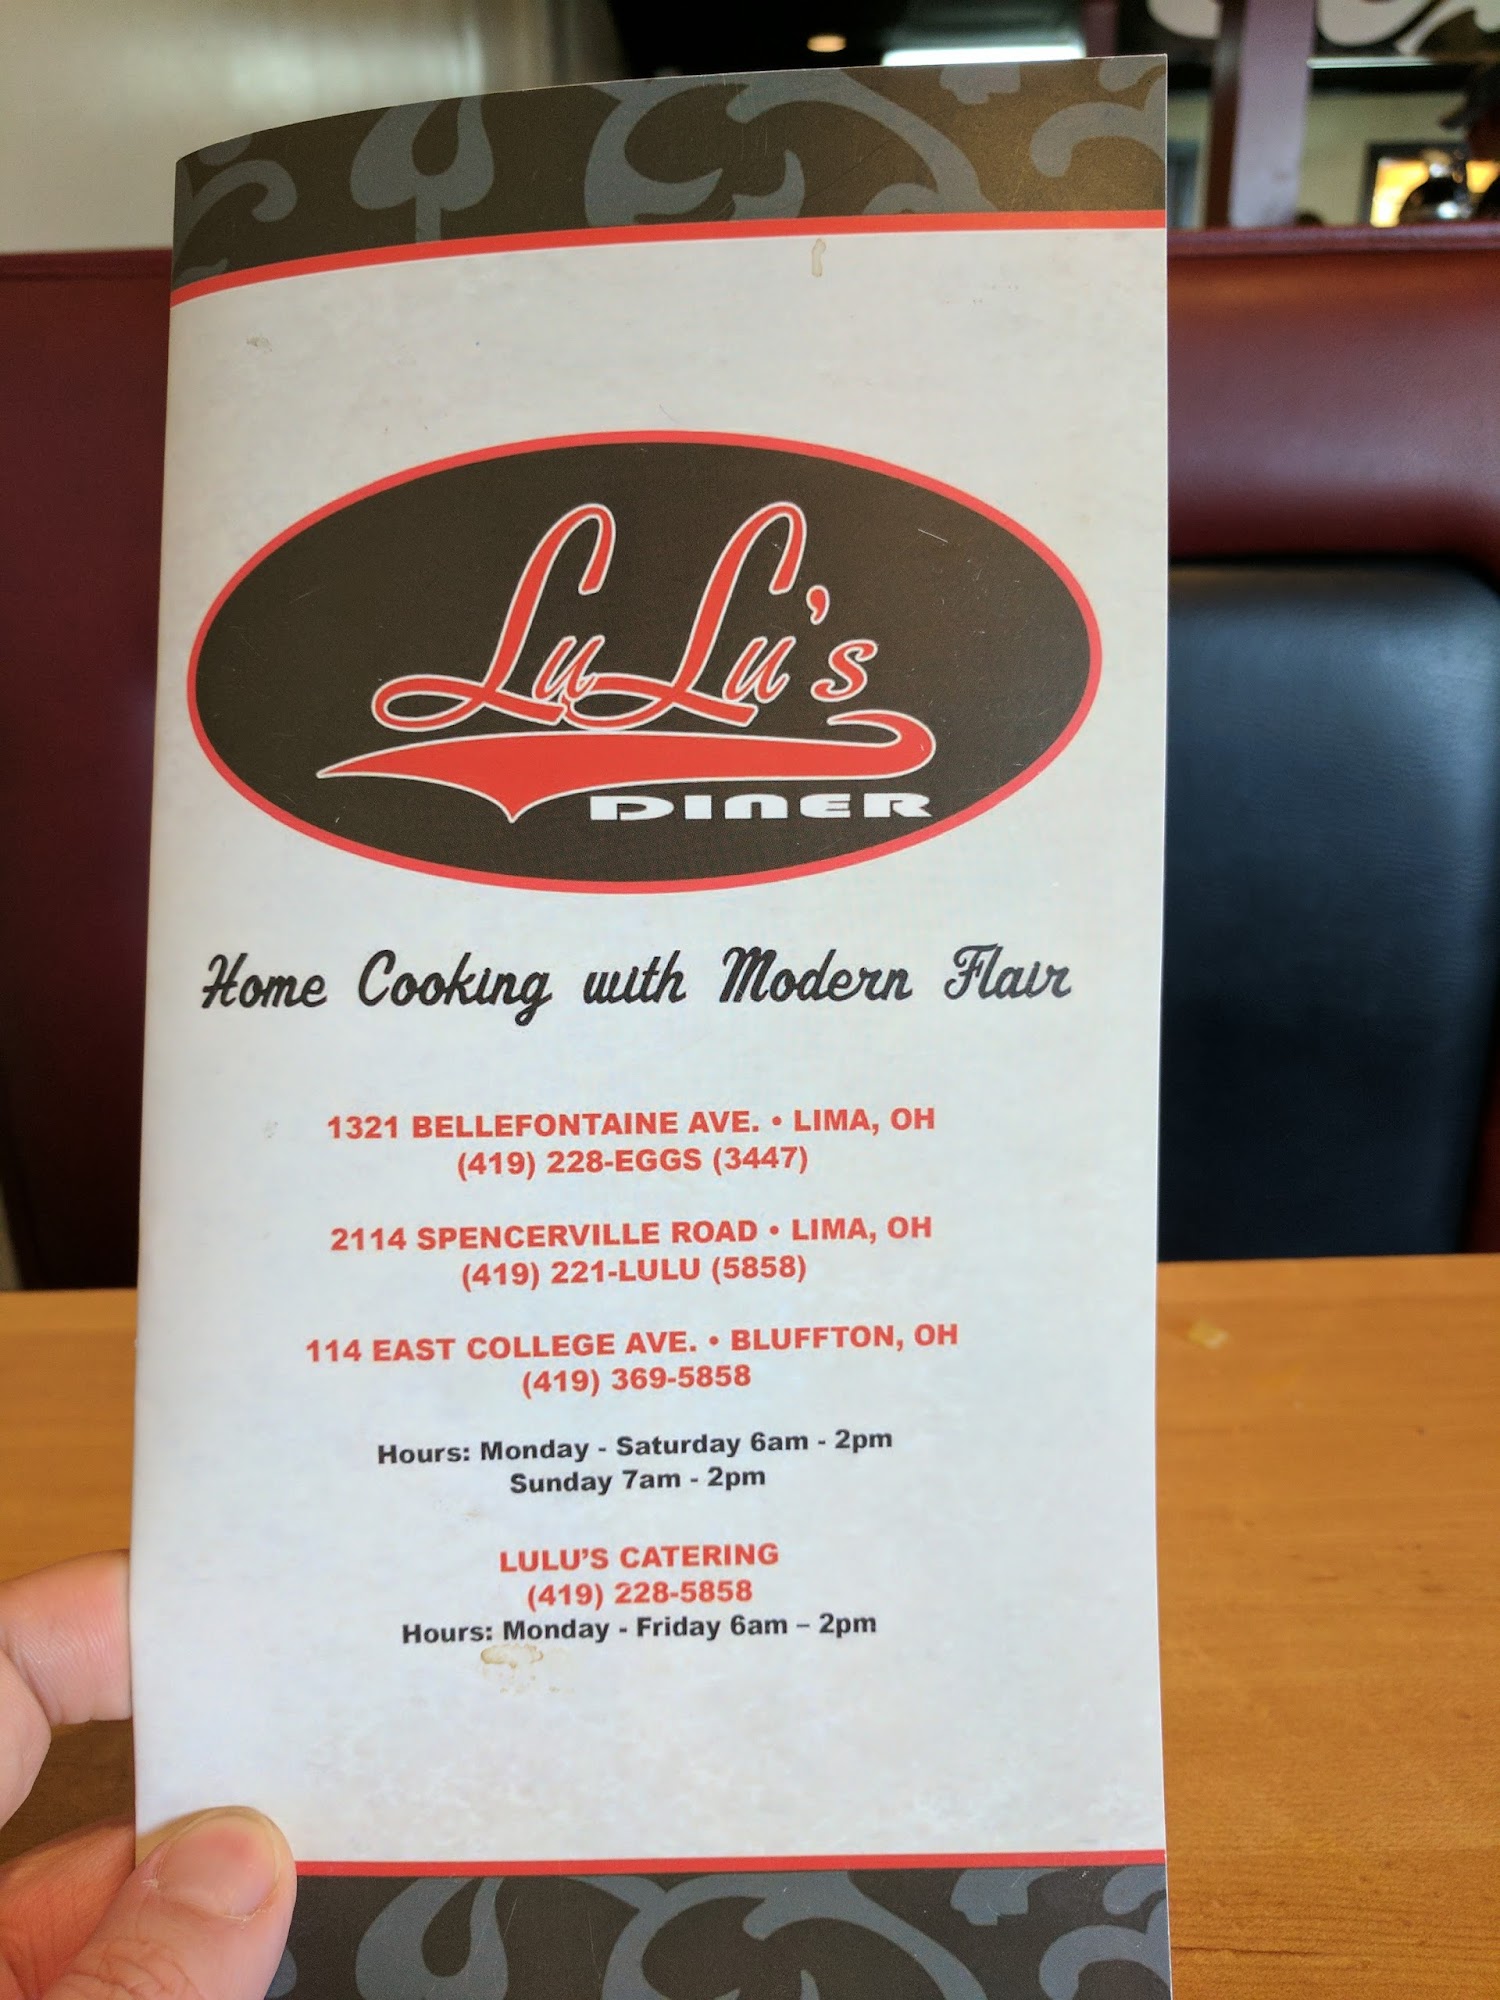 LuLu's
DINER
Home Cooking with Modern Flair
1321 BELLEFONTAINE AVE. • LIMA, OH
(419) 228-EGGS (3447)
2114 SPENCERVILLE ROAD • LIMA, OH
(419) 221-LULU (5858)
114 EAST COLLEGE AVE. • BLUFFTON, OH
(419) 369-5858
Hours: Monday - Saturday 6am - 2pm
Sunday 7am - 2pm
LULU'S CATERING
(419) 228-5858
Hours: Monday - Friday 6am – 2pm